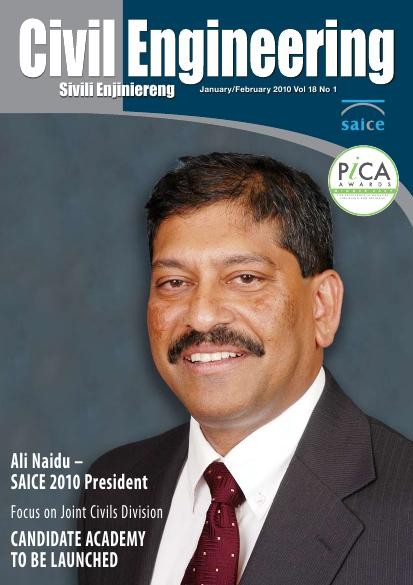 Civil Engineering
Sivili Enjiniereng
January/February 2010 Vol 18 No 1
saice
PiCA
AWARDS
Ali Naidu –
SAICE 2010 President
Focus on Joint Civils Division
CANDIDATE ACADEMY
TO BE LAUNCHED